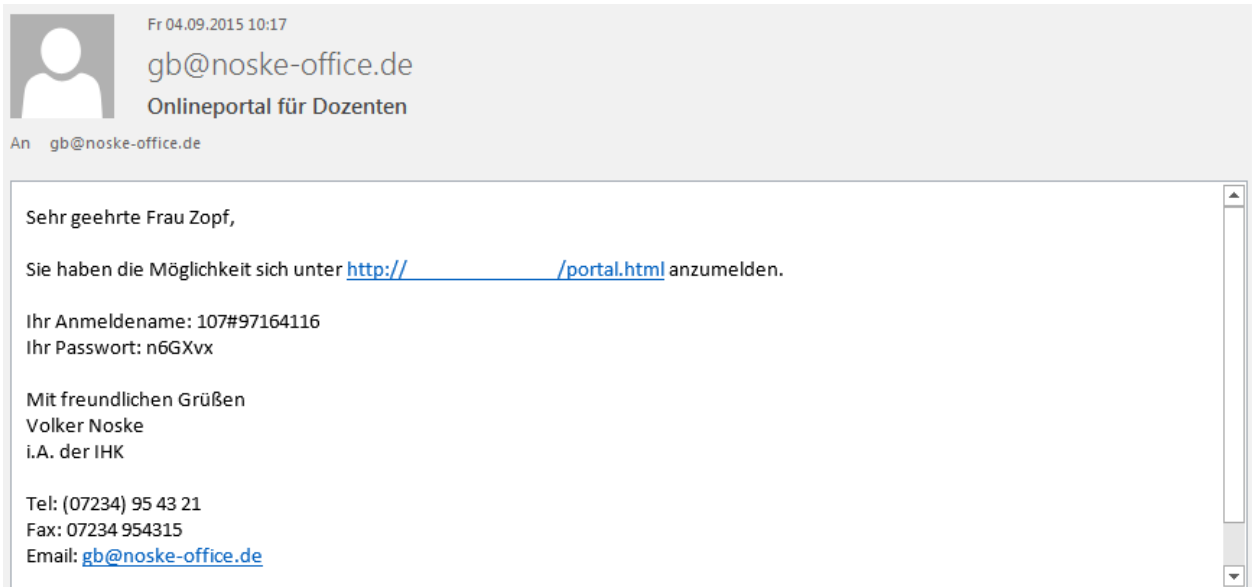 Fr 04.09.2015 10:17
gb@noske-office.de
Onlineportal für Dozenten
An gb@noske-office.de
Sehr geehrte Frau Zopf,
Sie haben die Möglichkeit sich unter http:// /portal.html anzumelden.
Ihr Anmeldename: 107#97164116
Ihr Passwort: n6GXvx
Mit freundlichen Grüßen
Volker Noske
i.A. der IHK
Tel: (07234) 95 43 21
Fax: 07234 954315
Email: gb@noske-office.de